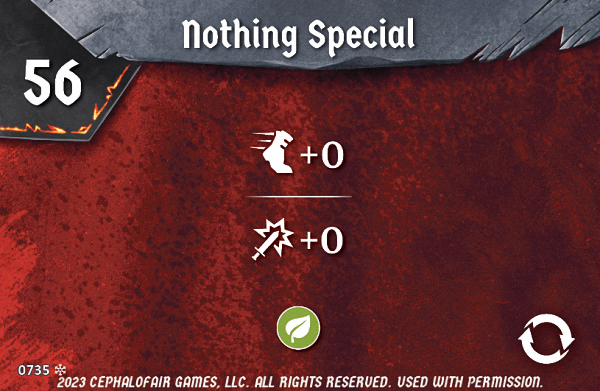 Nothing Special
56
+0
+0
0735
2023 CEPHALOFAIR GAMES, LLC. ALL RIGHTS RESERVED. USED WITH PERMISSION.